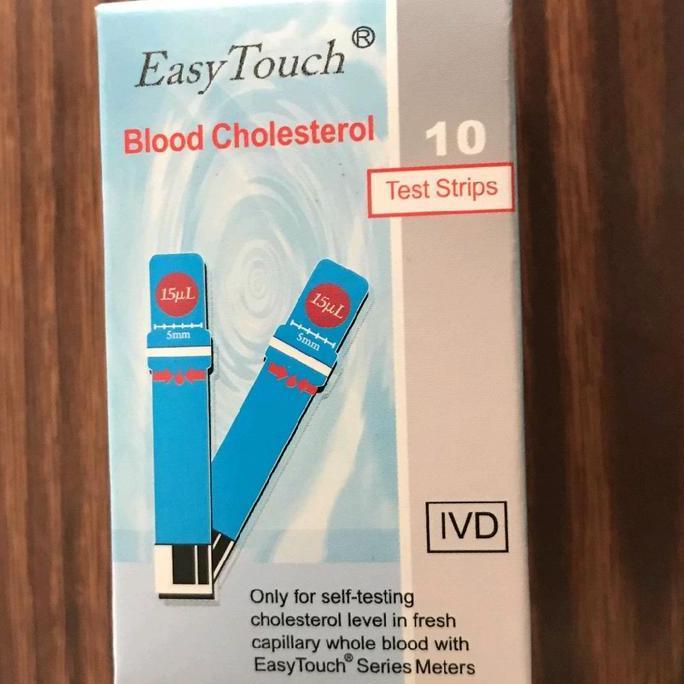 EasyTouch®
Blood Cholesterol
10
Test Strips
15μL
5mm
15μL
5mm
IVD
Only for self-testing
cholesterol level in fresh
capillary whole blood with
EasyTouch® Series Meters